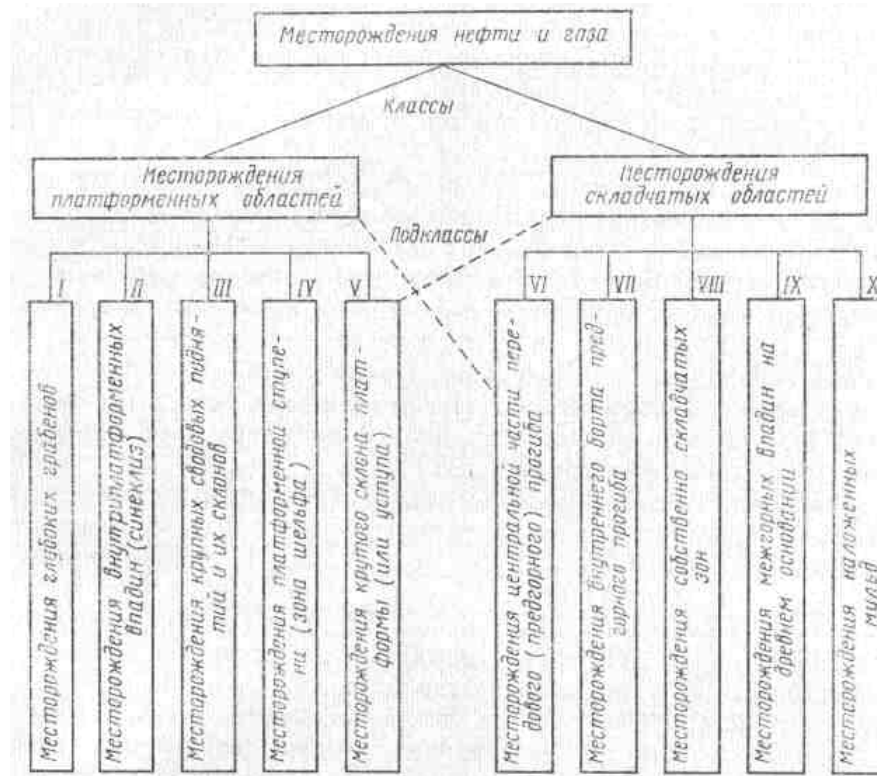 Месторождения нефти и газа
Классы
Месторождения
платформенных областей
Месторождения
складчатых областей
Подклассы
I
II
III
IV
V
VI
VII
VIII
IX
X
Месторождения глубоких грабенов
Месторождения внутриплатформенных
впадин (синеклиз)
Месторождения крупных сводовых подня-
тий и их склонов
Месторождения платформенной ступе-
ни (зона шельфа)
Месторождения крутого склона плат-
формы (или уступа)
Месторождения центральной части пере-
дового (предгорного) прогиба
Месторождения внутреннего борта пред-
горного прогиба
Месторождения собственно складчатых
зон
Месторождения межгорных впадин на
древнем основании
Месторождения наложенных
мульд